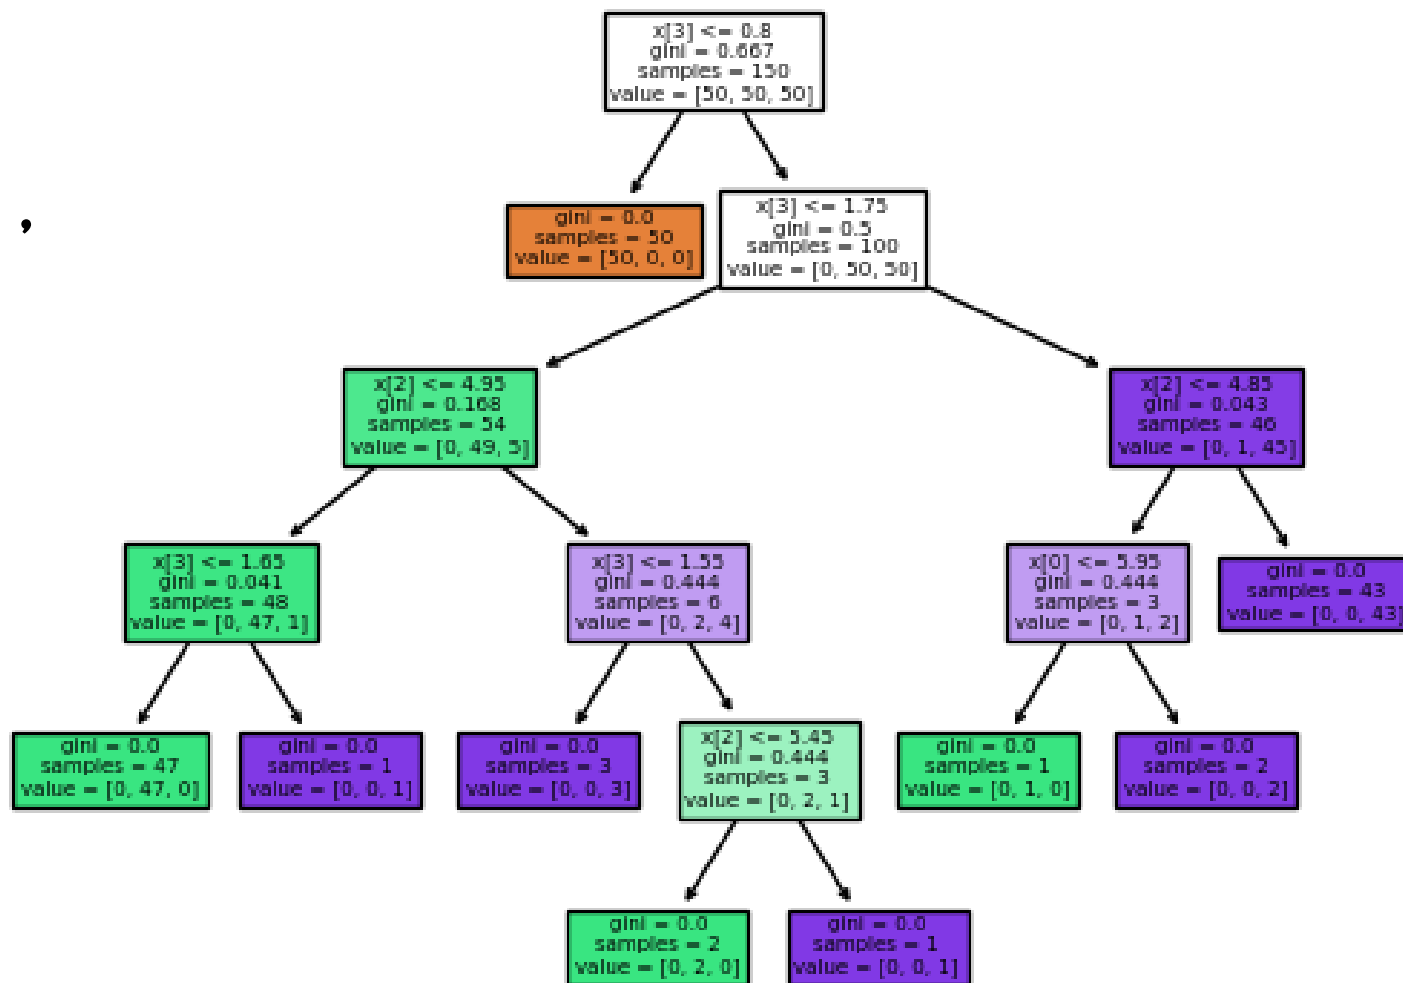 x[3] <= 0.8
gini = 0.667
samples = 150
value = [50, 50, 50]
,
gini = 0.0
samples = 50
value = [50, 0, 0]
x[3] <= 1.75
gini = 0.5
samples = 100
value = [0, 50, 50]
x[2] <= 4.95
gini = 0.168
samples = 54
value = [0, 49, 5]
x[2] <= 4.85
gini = 0.043
samples = 46
value = [0, 1, 45]
x[3] <= 1.65
gini = 0.041
samples = 48
value = [0, 47, 1]
x[3] <= 1.55
gini = 0.444
samples = 6
value = [0, 2, 4]
x[0] <= 5.95
gini = 0.444
samples = 3
value = [0, 1, 2]
gini = 0.0
samples = 43
value = [0, 0, 43]
gini = 0.0
samples = 47
value = [0, 47, 0]
gini = 0.0
samples = 1
value = [0, 0, 1]
gini = 0.0
samples = 3
value = [0, 0, 3]
x[2] <= 5.45
gini = 0.444
samples = 3
value = [0, 2, 1]
gini = 0.0
samples = 1
value = [0, 1, 0]
gini = 0.0
samples = 2
value = [0, 0, 2]
gini = 0.0
samples = 2
value = [0, 2, 0]
gini = 0.0
samples = 1
value = [0, 0, 1]